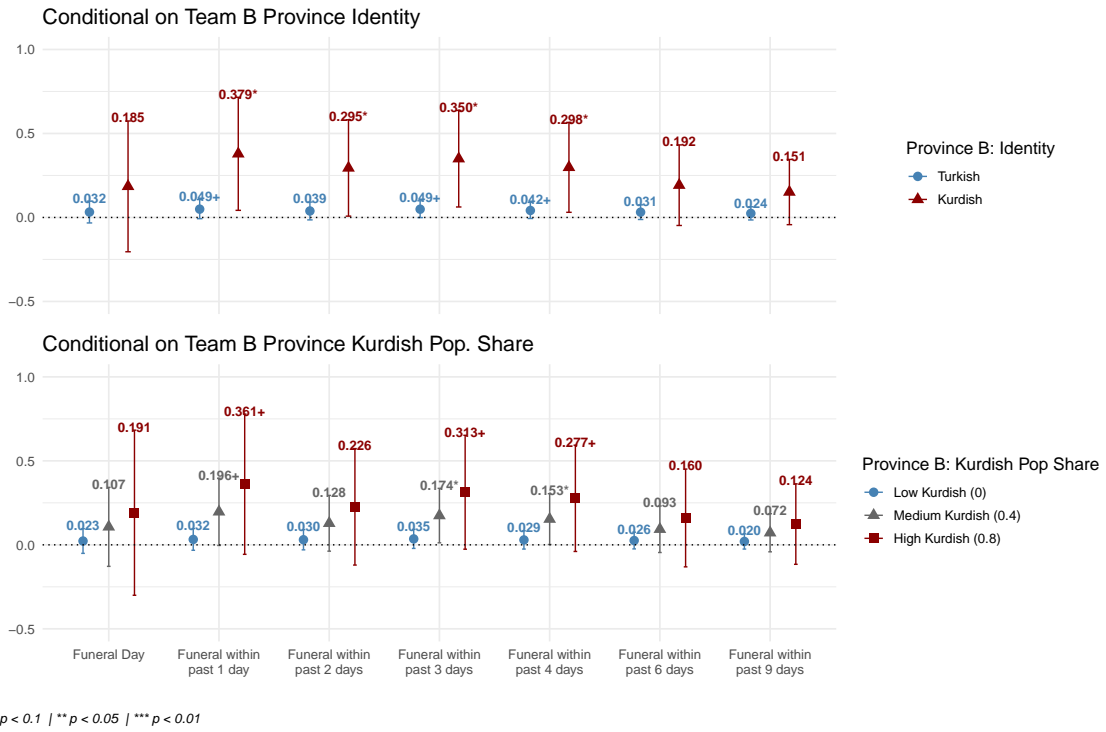 Conditional on Team B Province Identity
1.0
0.5
0.0
−0.5
0.185
0.379*
0.295*
0.350*
0.298*
0.192
0.151
0.032
0.049+
0.039
0.049+
0.042+
0.031
0.024
Province B: Identity
Turkish
Kurdish
Conditional on Team B Province Kurdish Pop. Share
1.0
0.5
0.0
−0.5
0.191
0.361+
0.226
0.313+
0.277+
0.160
0.124
0.107
0.196+
0.128
0.174*
0.153*
0.093
0.072
0.023
0.032
0.030
0.035
0.029
0.026
0.020
Province B: Kurdish Pop Share
Low Kurdish (0)
Medium Kurdish (0.4)
High Kurdish (0.8)
Funeral Day
Funeral within
past 1 day
Funeral within
past 2 days
Funeral within
past 3 days
Funeral within
past 4 days
Funeral within
past 6 days
Funeral within
past 9 days
p < 0.1 | ** p < 0.05 | *** p < 0.01